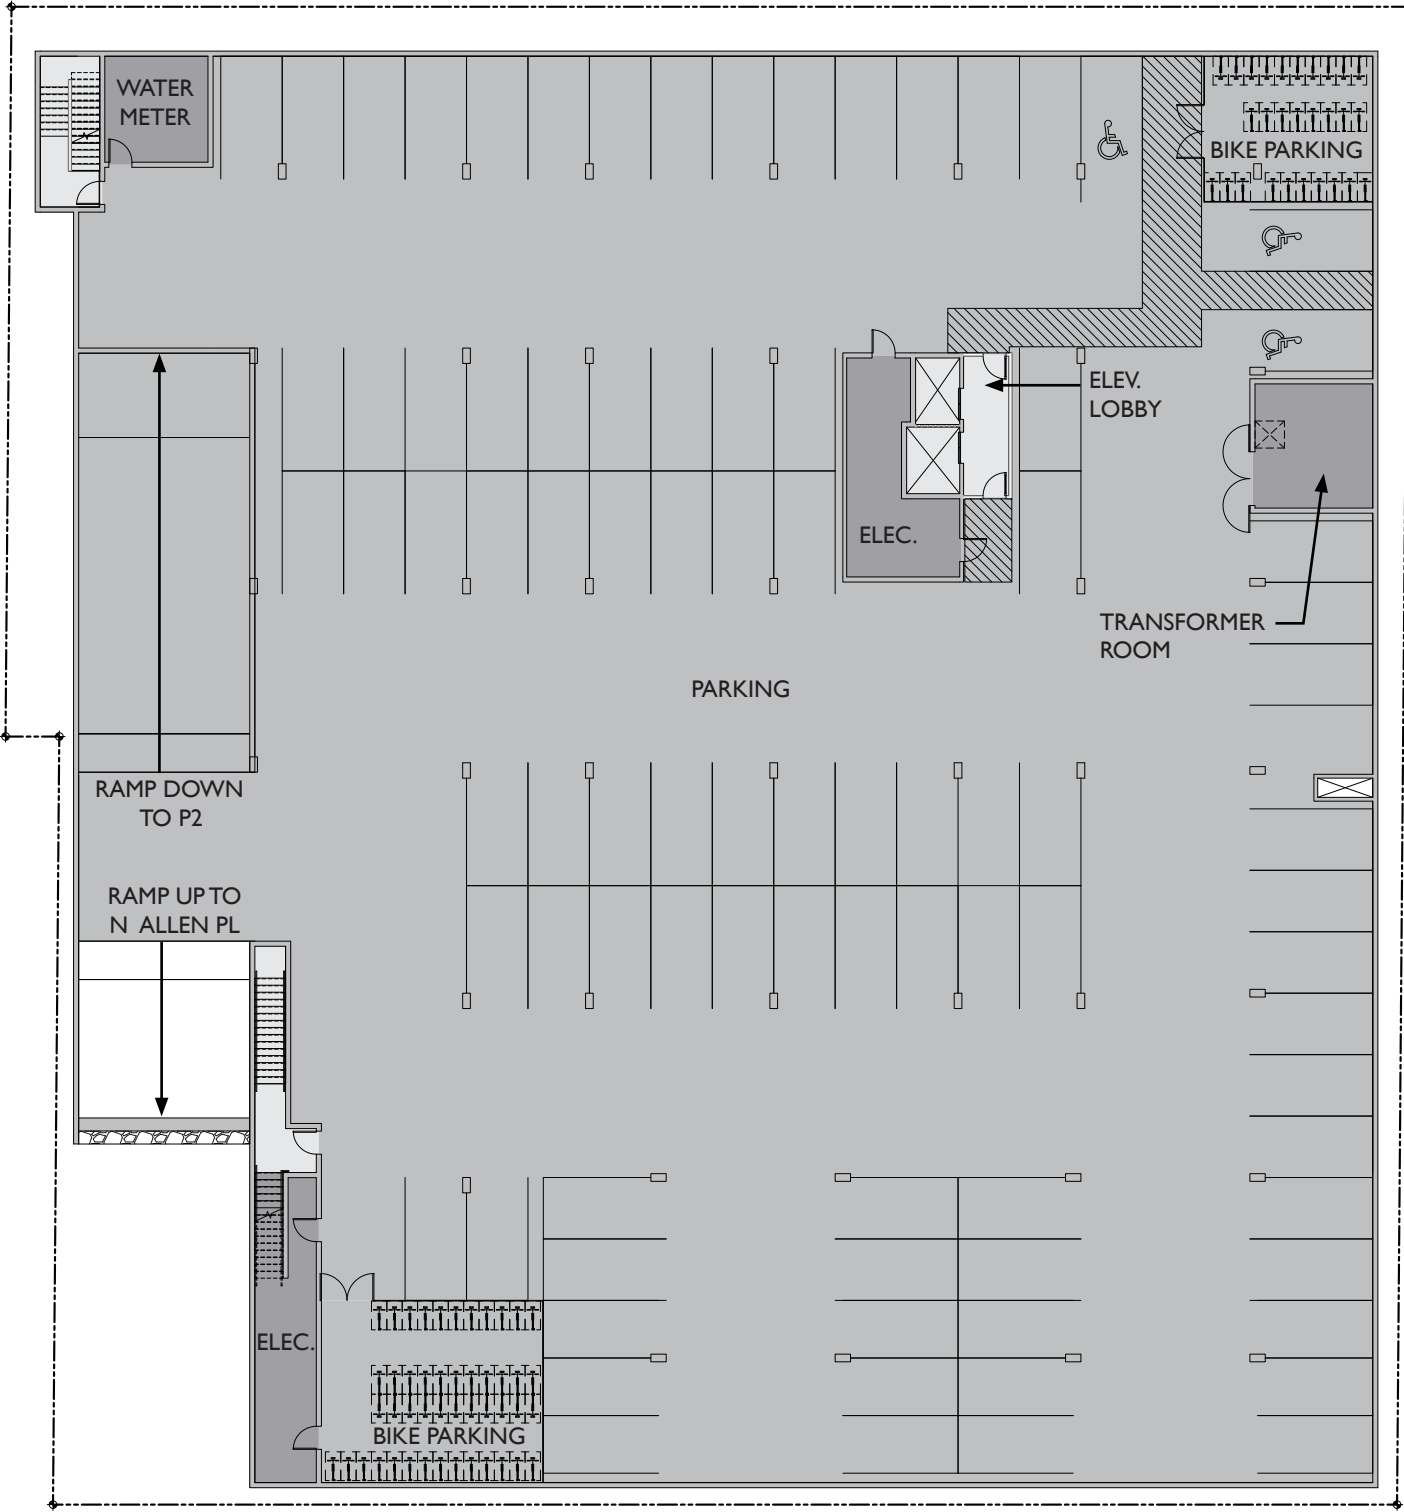 WATER
METER
BIKE PARKING
ELEV.
LOBBY
ELEC.
TRANSFORMER
ROOM
PARKING
RAMP DOWN
TO P2
RAMP UP TO
N ALLEN PL
ELEC.
BIKE PARKING